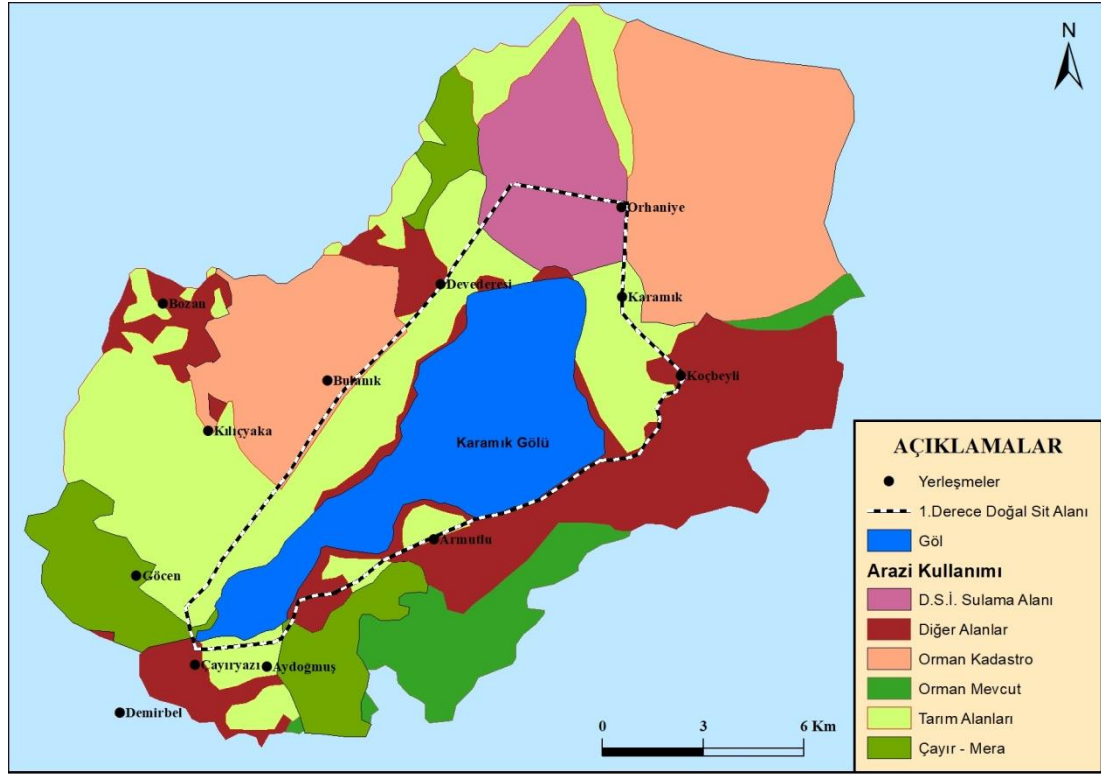 N
Orhaniye
Devederesi
Karamık
Bozan
Koçbeyli
Bulanık
Kılıçyaka
Karamık Gölü
Armutlu
Göcen
Çayıryazı
Aydoğmuş
Demirbel
0 3 6 Km
AÇIKLAMALAR
Yerleşmeler
1.Derece Doğal Sit Alanı
Göl
Arazi Kullanımı
D.S.İ. Sulama Alanı
Diğer Alanlar
Orman Kadastro
Orman Mevcut
Tarım Alanları
Çayır - Mera